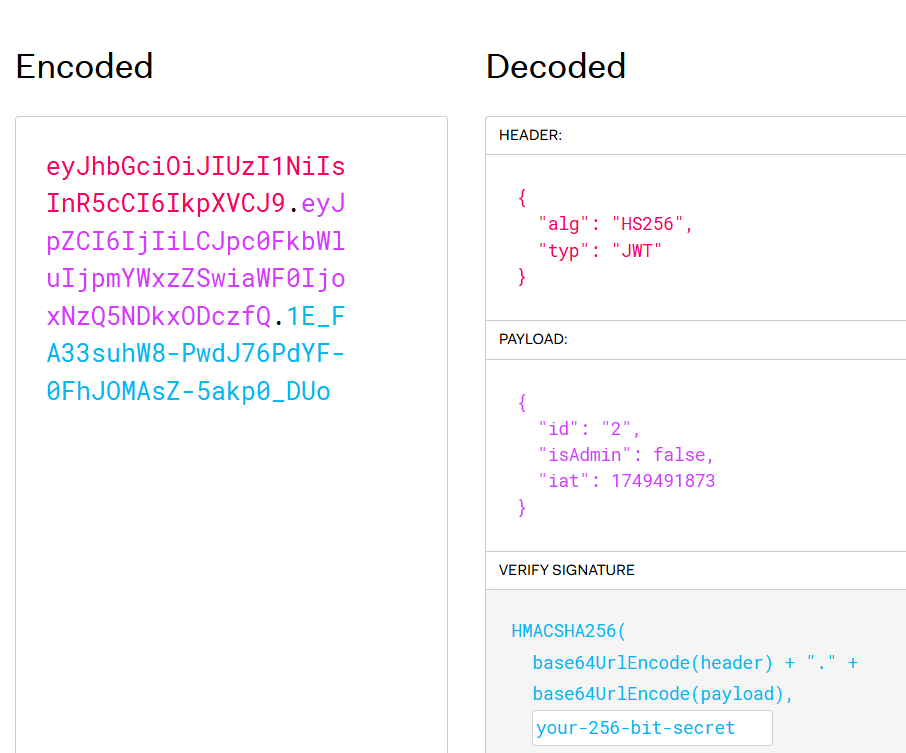 Encoded
eyJhbGciOiJIUzI1NiIs
InR5cCI6IkpXVCJ9.eyJ
pZCI6IjIiLCJpc0FkbWl
uIjpmYWxzZSwiaWF0Ijo
xNzQ5NDkxODczfQ.1E_F
A33suhW8-PwdJ76PdYF-
0FhJOMAsZ-5akp0_DUo
Decoded
HEADER:
{
"alg": "HS256",
"typ": "JWT"
}
PAYLOAD:
{
"id": "2",
"isAdmin": false,
"iat": 1749491873
}
VERIFY SIGNATURE
HMACSHA256(
base64UrlEncode(header) + "." +
base64UrlEncode(payload),
your-256-bit-secret